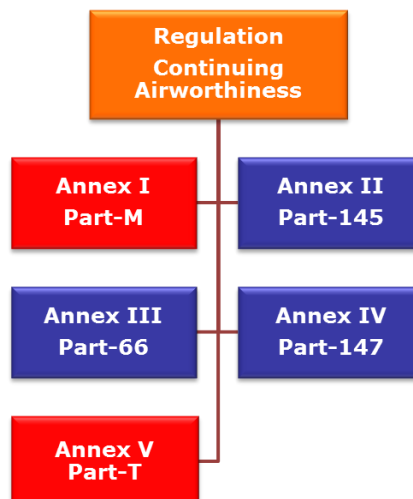 Regulation
Continuing
Airworthiness
Annex I
Part-M
Annex II
Part-145
Annex III
Part-66
Annex IV
Part-147
Annex V
Part-T